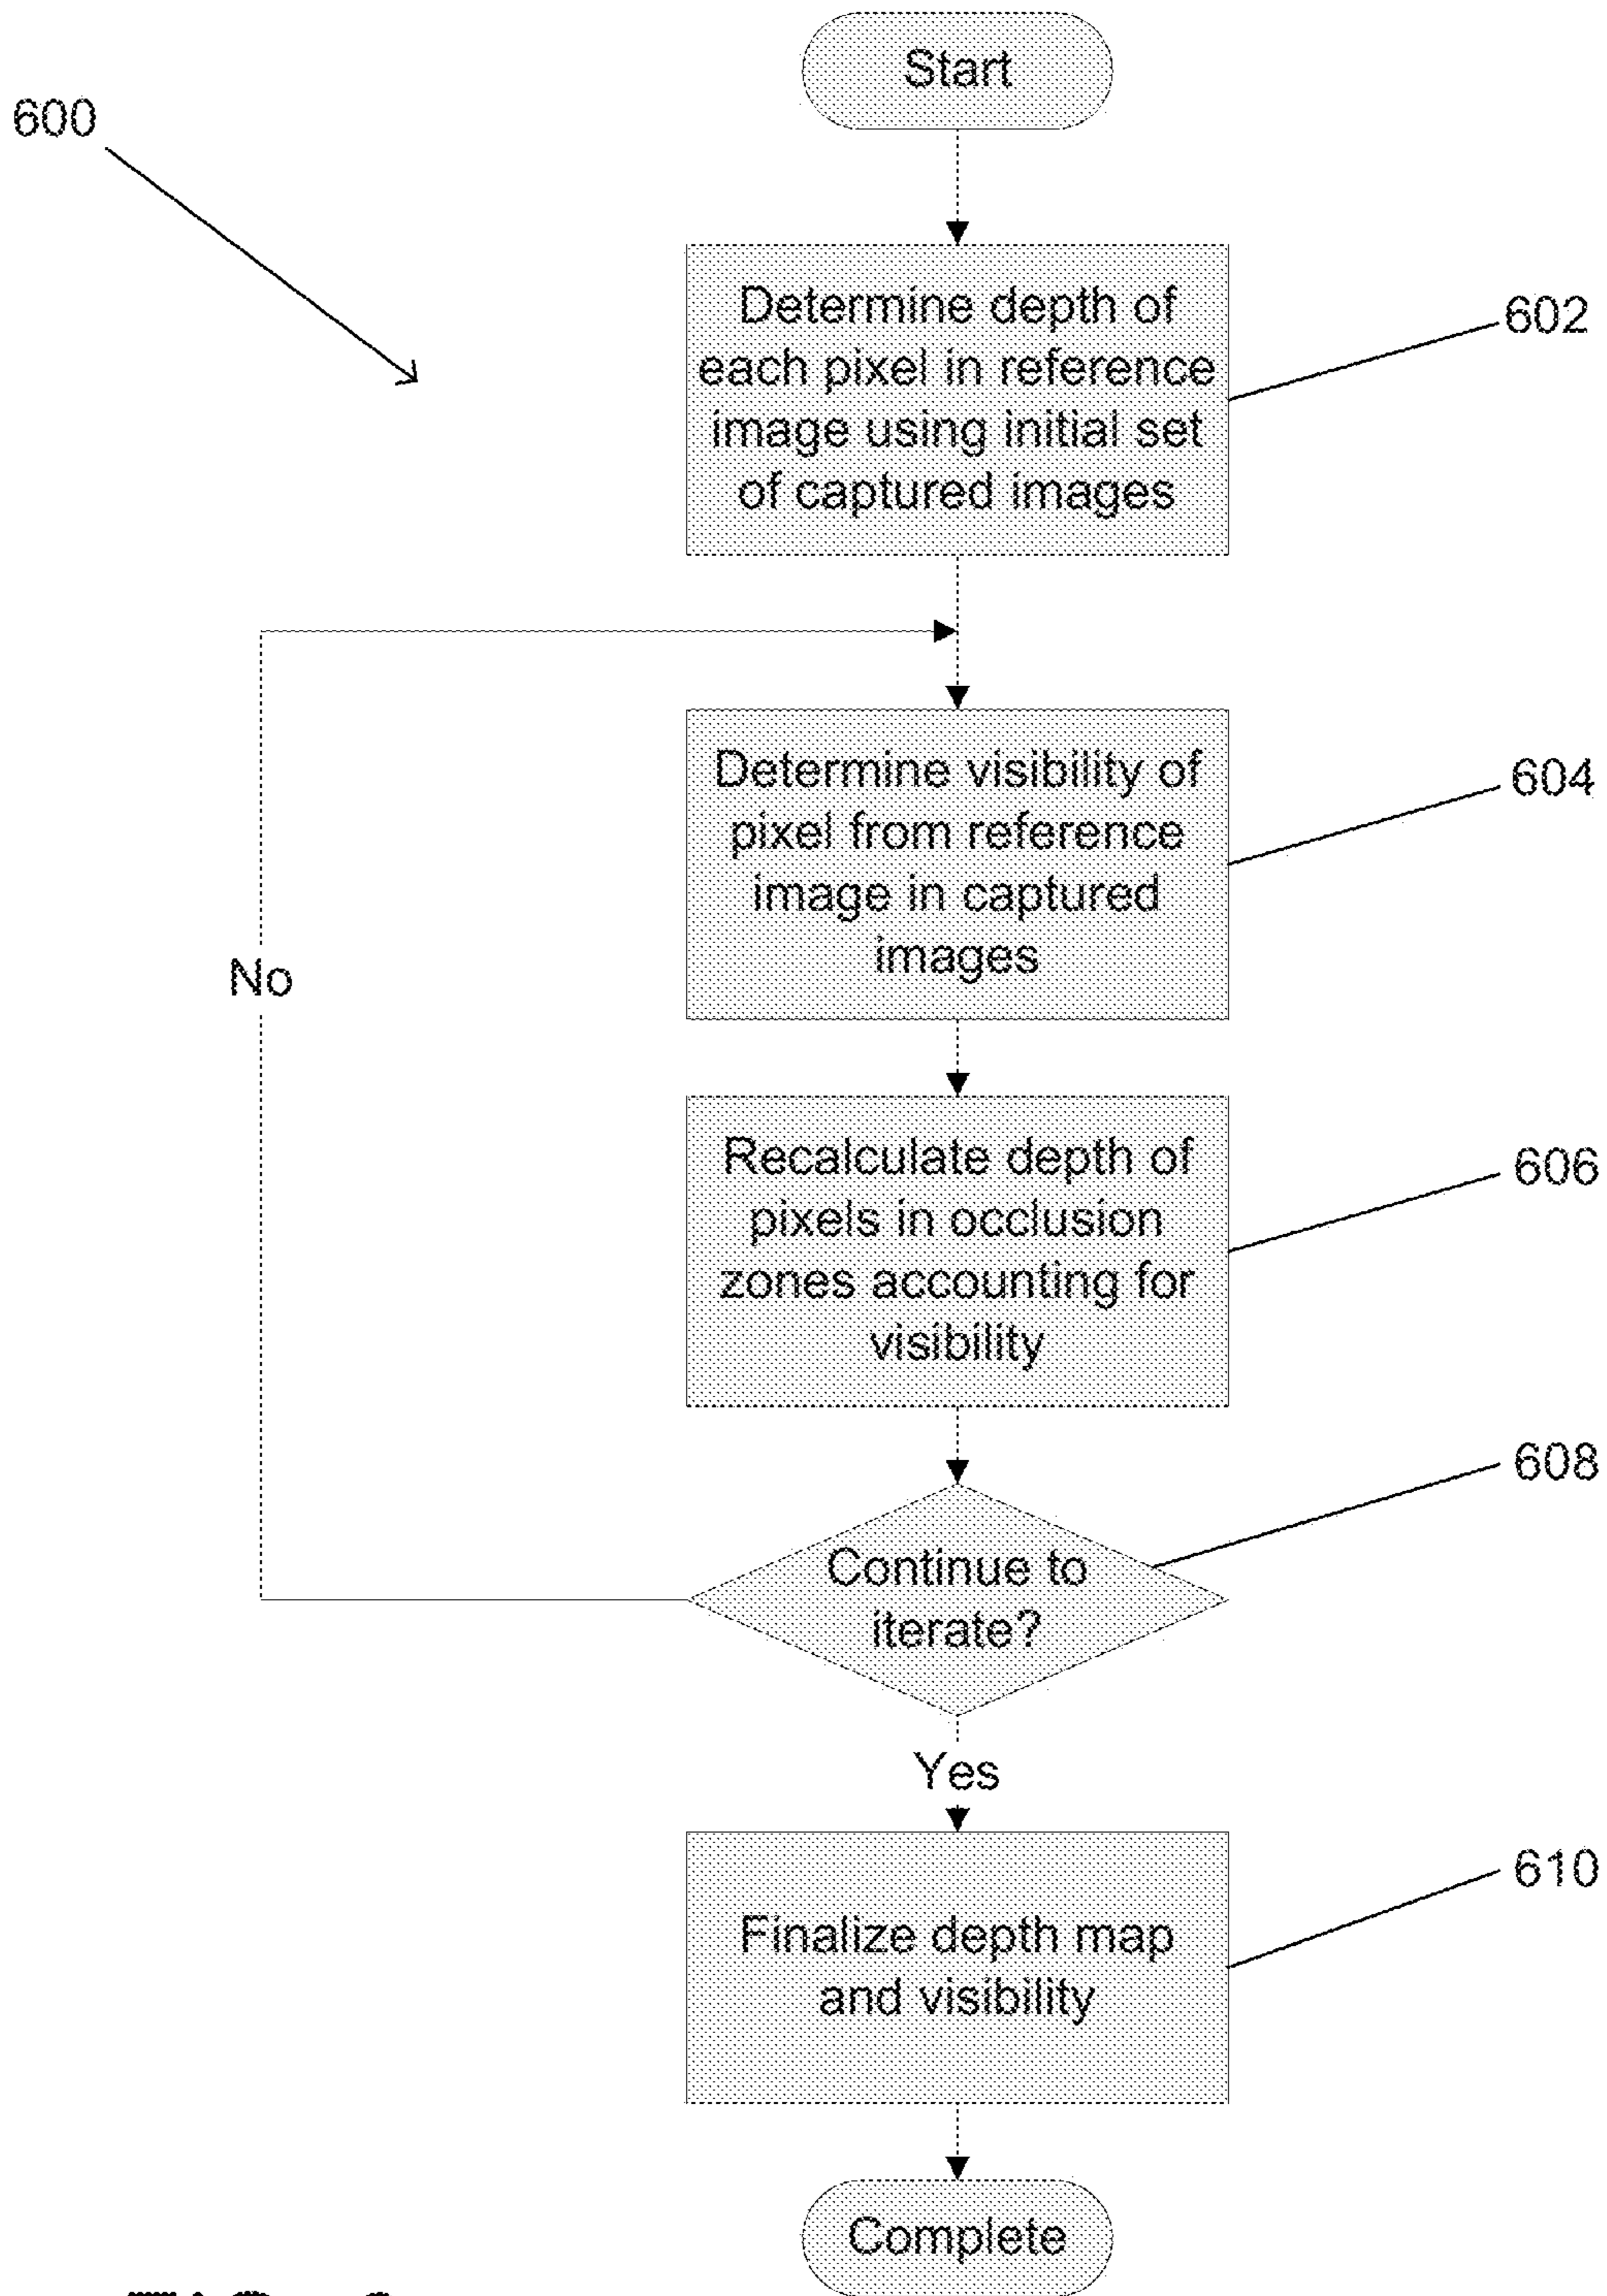 Start
600
Determine depth of
each pixel in reference
image using initial set
of captured images
602
Determine visibility of
pixel from reference
image in captured
images
604
No
Recalculate depth of
pixels in occlusion
zones accounting for
visibility
606
608
Continue to
iterate?
Yes
Finalize depth map
and visibility
610
Complete